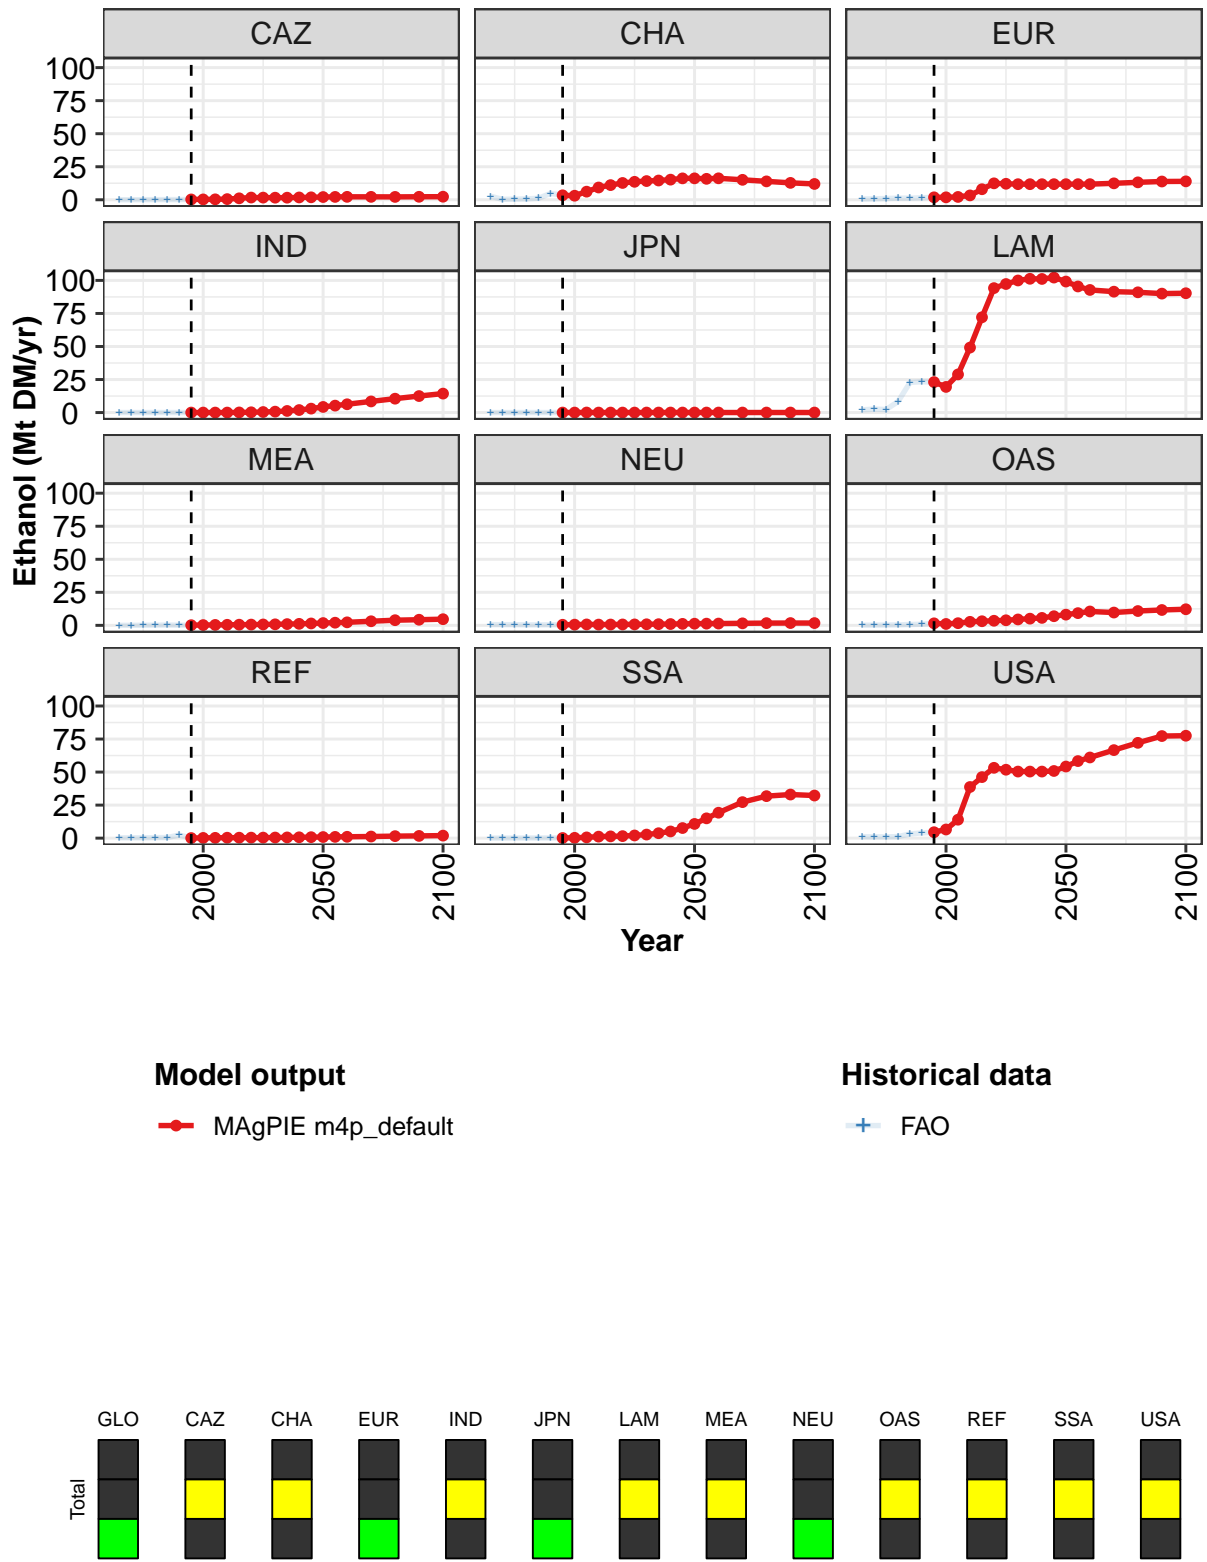 CAZ CHA EUR
100
75
50
25
0
IND JPN LAM
100
75
50
25
0
MEA NEU OAS
100
75
50
25
0
REF SSA USA
100
75
50
25
0
2000 2050 2100 2000 2050 2100 2000 2050 2100
Year
Ethanol (Mt DM/yr)
Model output Historical data
MAgPIE m4p_default FAO
GLO CAZ CHA EUR IND JPN LAM MEA NEU OAS REF SSA USA
Total